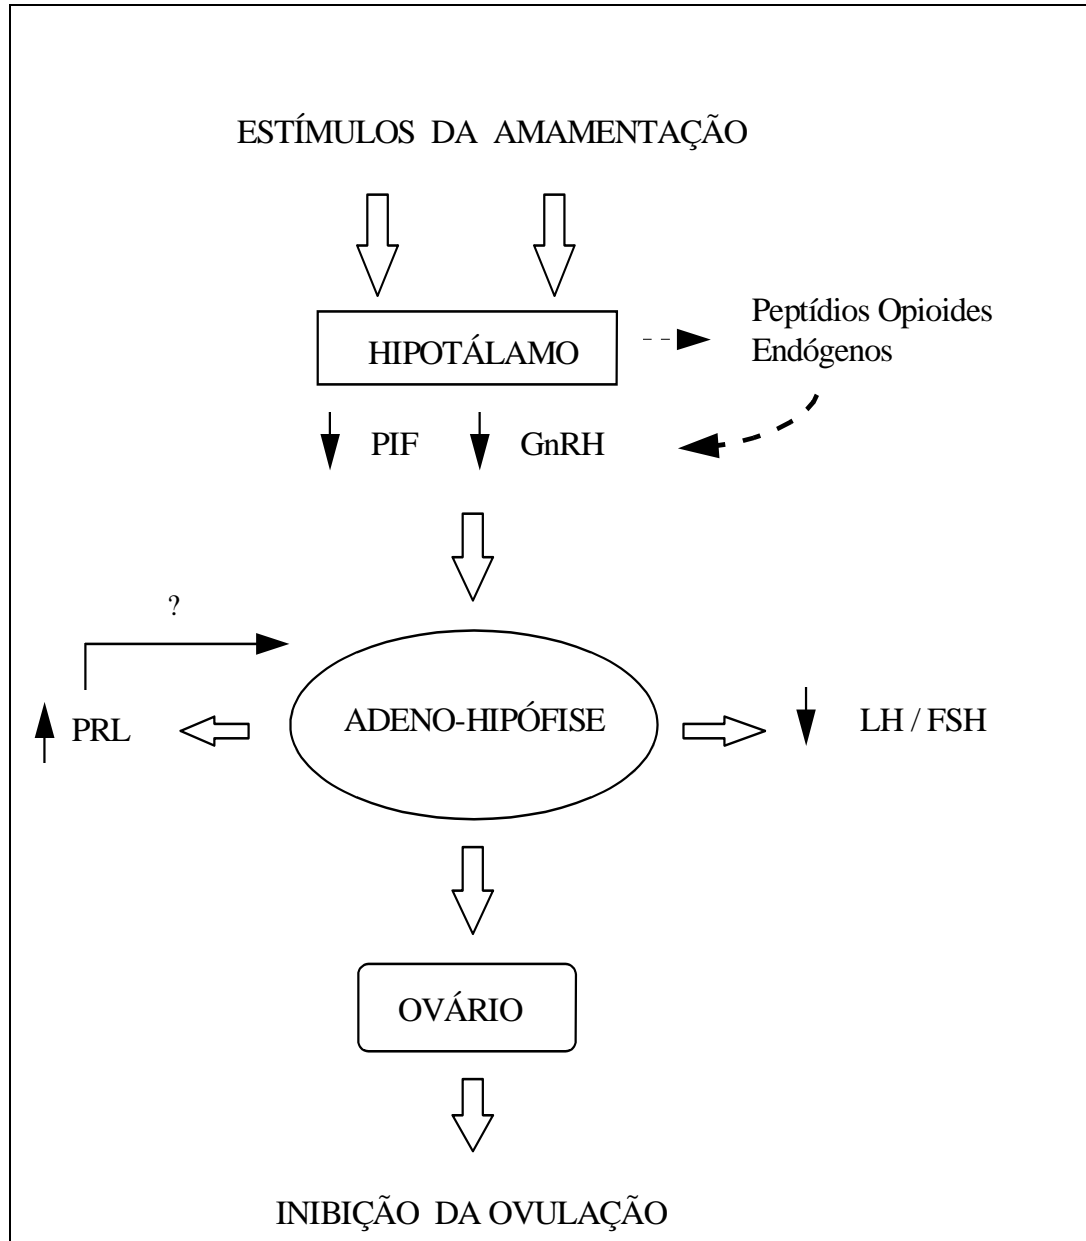 ESTÍMULOS DA AMAMENTAÇÃO
Peptídios Opioides
Endógenos
HIPOTÁLAMO
PIF GnRH
?
PRL
ADENO-HIPÓFISE
LH / FSH
OVÁRIO
INIBIÇÃO DA OVULAÇÃO